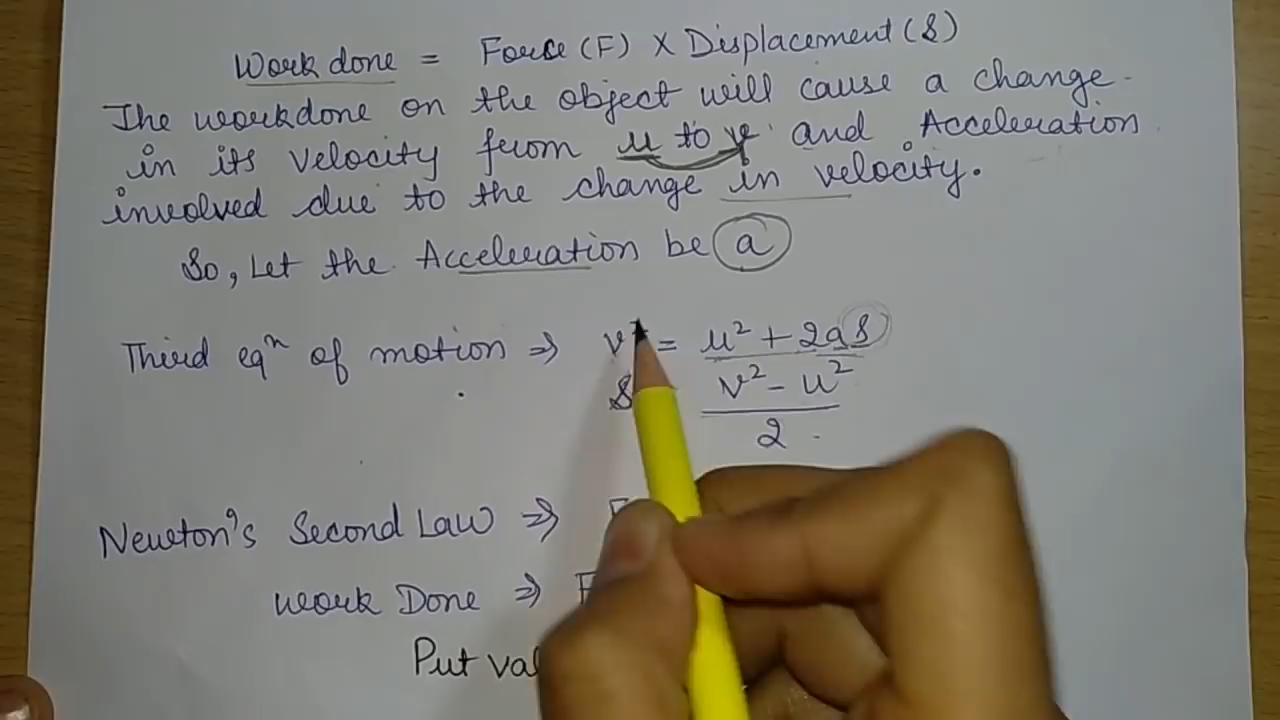 Work done = Force (F) X Displacement (S)
The workdone on the object will cause a change
in its velocity from u to v and Acceleration
involved due to the change in velocity.
So, Let the Acceleration be a
Third eqⁿ of motion ⇒ v² = u² + 2as
S v² - u²
2
Newton's Second Law ⇒ F
Work Done ⇒ F
Put